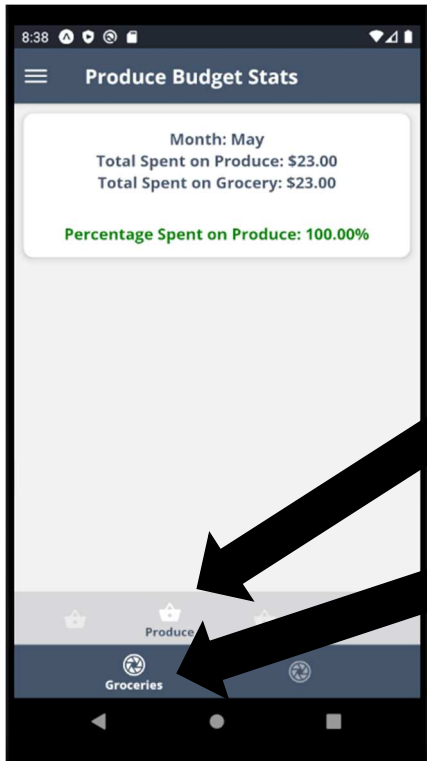 8:38
Produce Budget Stats
Month: May
Total Spent on Produce: $23.00
Total Spent on Grocery: $23.00
Percentage Spent on Produce: 100.00%
Produce
Groceries